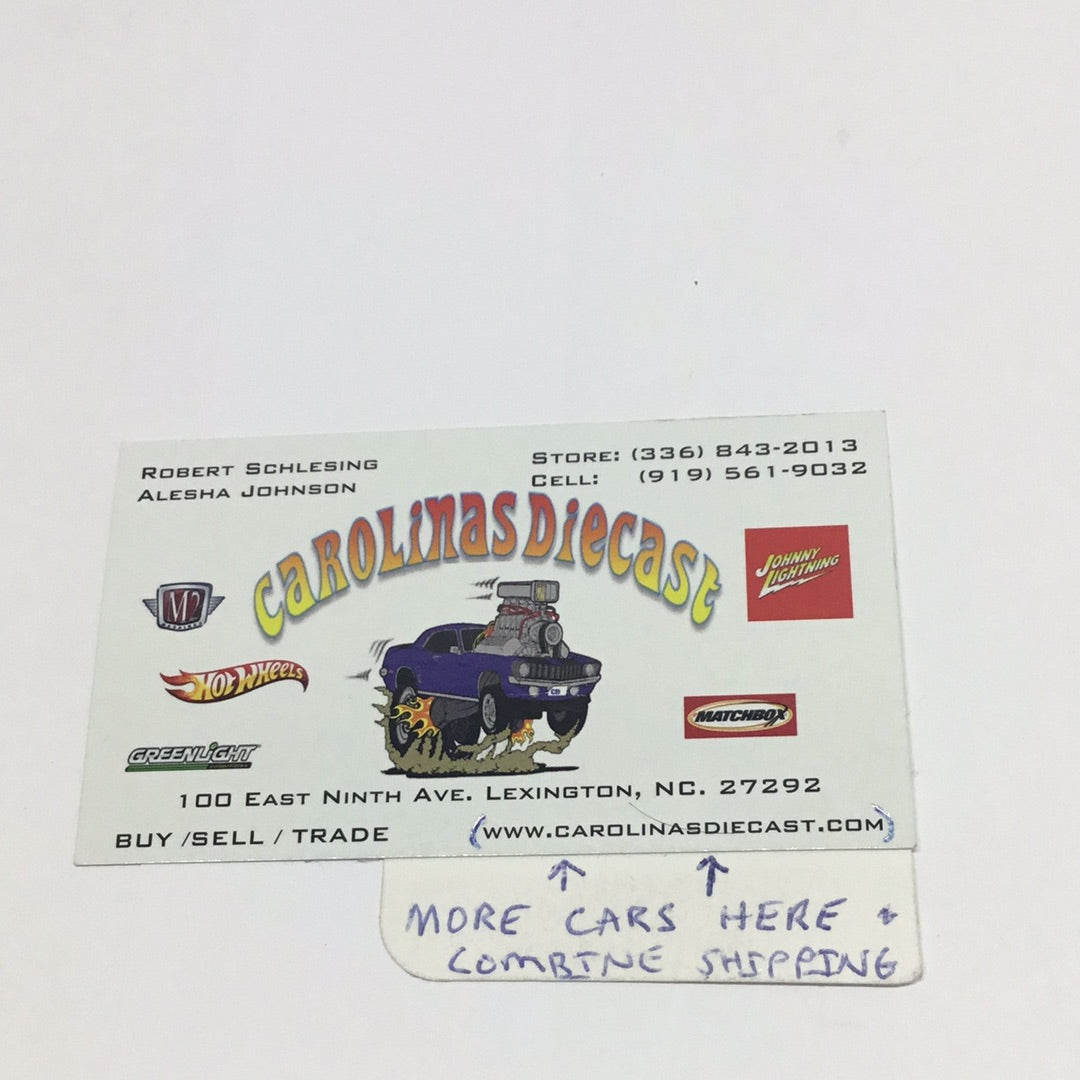 ROBERT SCHLESING
ALESHA JOHNSON
STORE: (336) 843-2013
CELL: (919) 561-9032
CAROLINAS DIECAST
JOHNNY
LIGHTNING
M2
HOT WHEELS
MATCHBOX
GREENLIGHT
100 EAST NINTH AVE. LEXINGTON, NC. 27292
BUY /SELL / TRADE
(WWW.CAROLINASDIECAST.COM)
MORE CARS HERE +
COMBINE SHIPPING